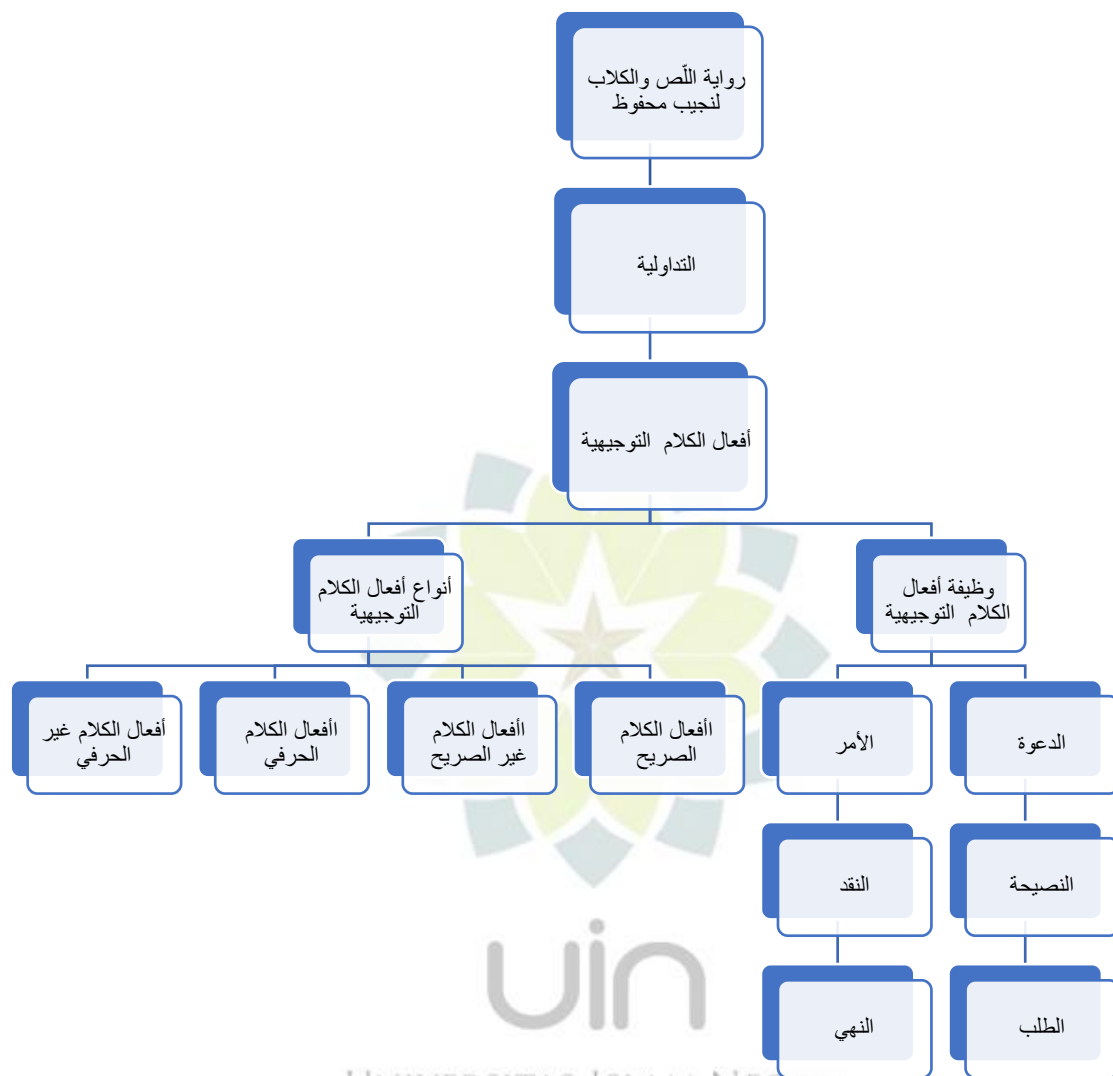 رواية اللّص والكلاب
لنجيب محفوظ
التداولية
أفعال الكلام التوجيهية
وظيفة أفعال
الكلام التوجيهية
أنواع أفعال الكلام
التوجيهية
الدعوة
الأمر
اأفعال الكلام
الصريح
اأفعال الكلام
غير الصريح
اأفعال الكلام
الحرفي
أفعال الكلام غير
الحرفي
النصيحة
النقد
الطلب
النهي
uin